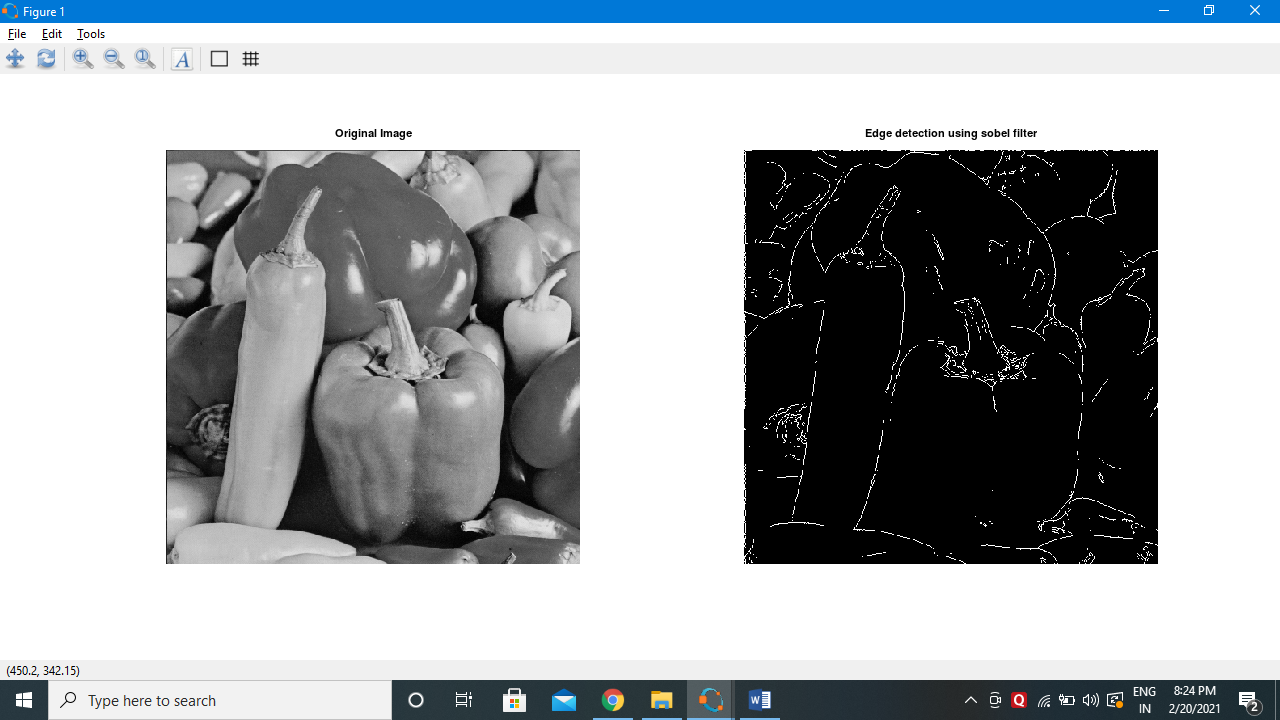 Figure 1
File Edit Tools
1 A
Original Image
Edge detection using sobel filter
(450.2, 342.15)
Type here to search
Q
W
ENG
IN
8:24 PM
2/20/2021
2